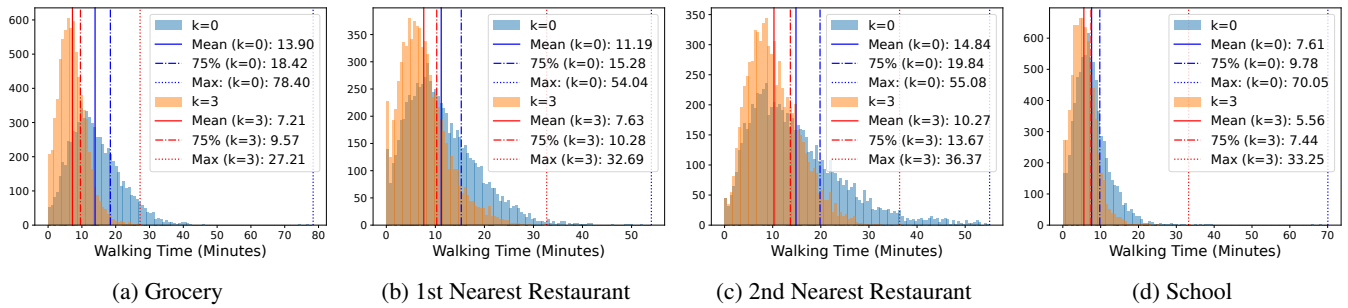 600
500
400
300
200
100
0
k=0
Mean (k=0): 13.90
75% (k=0): 18.42
Max: (k=0): 78.40
k=3
Mean (k=3): 7.21
75% (k=3): 9.57
Max (k=3): 27.21
0 10 20 30 40 50 60 70 80
Walking Time (Minutes)
(a) Grocery
350
300
250
200
150
100
50
0
k=0
Mean (k=0): 11.19
75% (k=0): 15.28
Max: (k=0): 54.04
k=3
Mean (k=3): 7.63
75% (k=3): 10.28
Max (k=3): 32.69
0 10 20 30 40 50
Walking Time (Minutes)
(b) 1st Nearest Restaurant
350
300
250
200
150
100
50
0
k=0
Mean (k=0): 14.84
75% (k=0): 19.84
Max: (k=0): 55.08
k=3
Mean (k=3): 10.27
75% (k=3): 13.67
Max (k=3): 36.37
0 10 20 30 40 50
Walking Time (Minutes)
(c) 2nd Nearest Restaurant
600
500
400
300
200
100
0
k=0
Mean (k=0): 7.61
75% (k=0): 9.78
Max: (k=0): 70.05
k=3
Mean (k=3): 5.56
75% (k=3): 7.44
Max (k=3): 33.25
0 10 20 30 40 50 60 70
Walking Time (Minutes)
(d) School